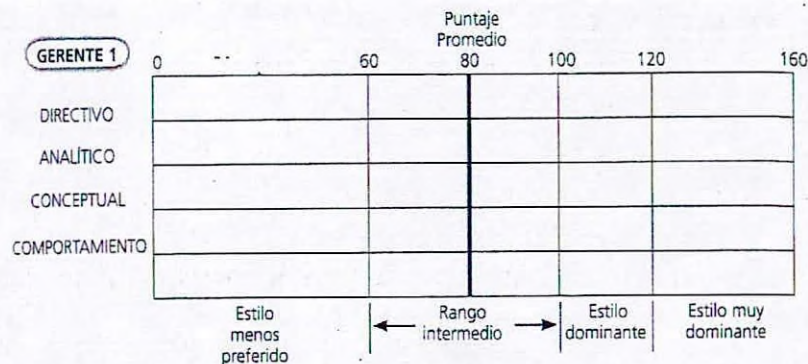 Puntaje
Promedio
GERENTE 1
0 60 80 100 120 160
DIRECTIVO
ANALÍTICO
CONCEPTUAL
COMPORTAMIENTO
Estilo
menos
preferido
Rango
intermedio
Estilo
dominante
Estilo muy
dominante